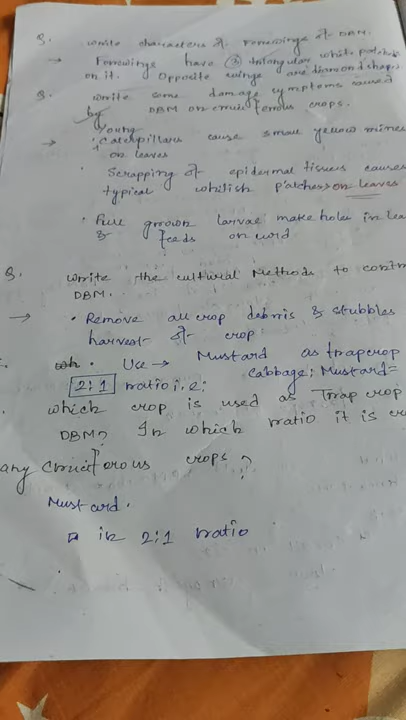 Q. Write characters of Forewings of DBM.
→ Forewings have ③ triangular white patches
on it. Opposite wings are diamond shape
Q. Write some damage symptoms caused
by DBM on cruciferous crops.
→ • Young Caterpillars cause small yellow mines
on leaves
• Scrapping of epidermal tissues causes
typical whitish patches on leaves
• Full grown larvae make holes in lea
& feeds on curd
Q. Write the cultural methods to contr
DBM.
→ • Remove all crop debris & stubbles
harvest of crop
• Use → Mustard as trap crop
2:1 ratio i.e: Cabbage: Mustard=
which crop is used as Trap crop
DBM? In which ratio it is
any cruciferous crops?
Mustard.
in 2:1 ratio